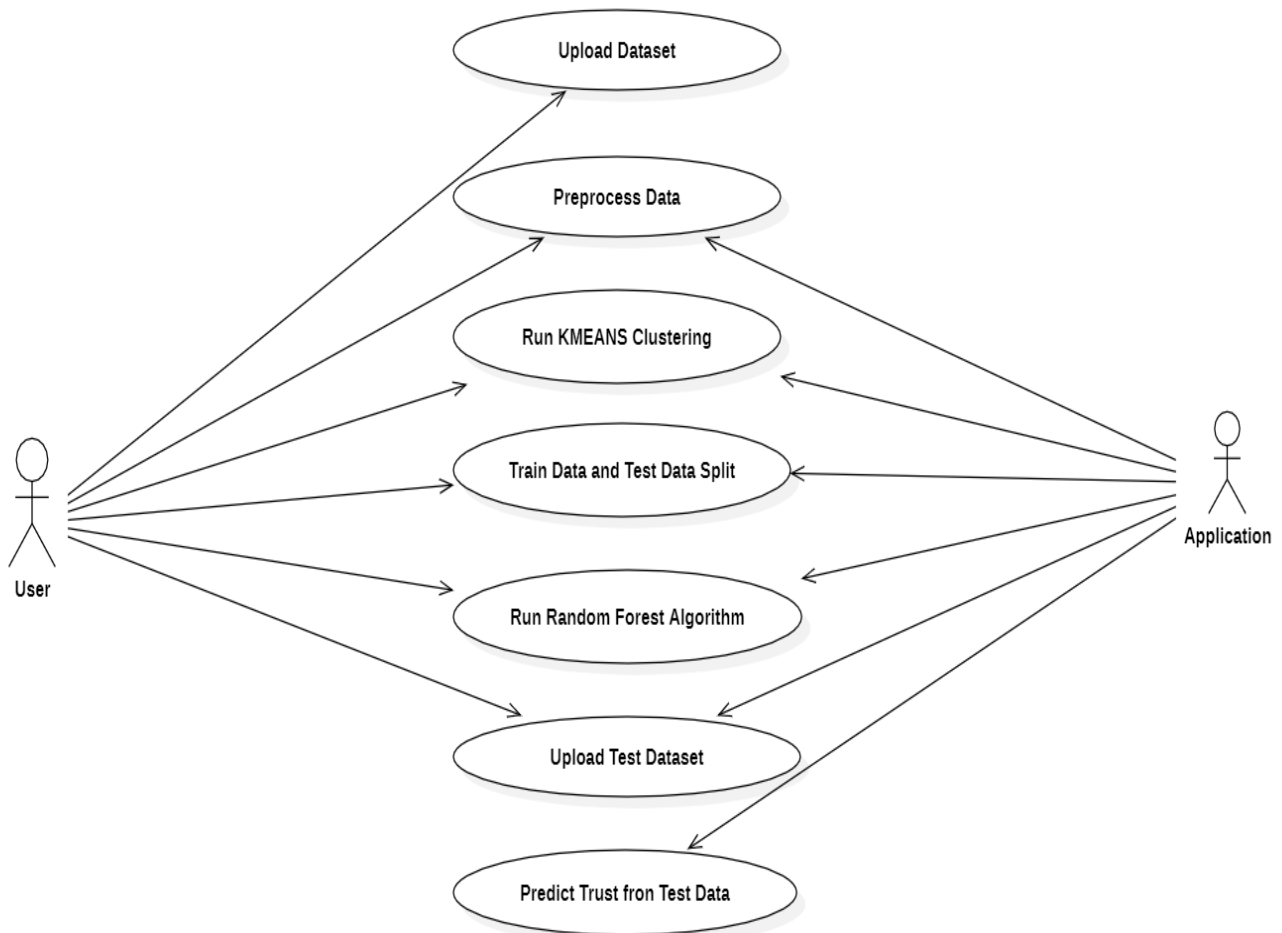 Upload Dataset
Preprocess Data
Run KMEANS Clustering
Train Data and Test Data Split
Application
User
Run Random Forest Algorithm
Upload Test Dataset
Predict Trust fron Test Data